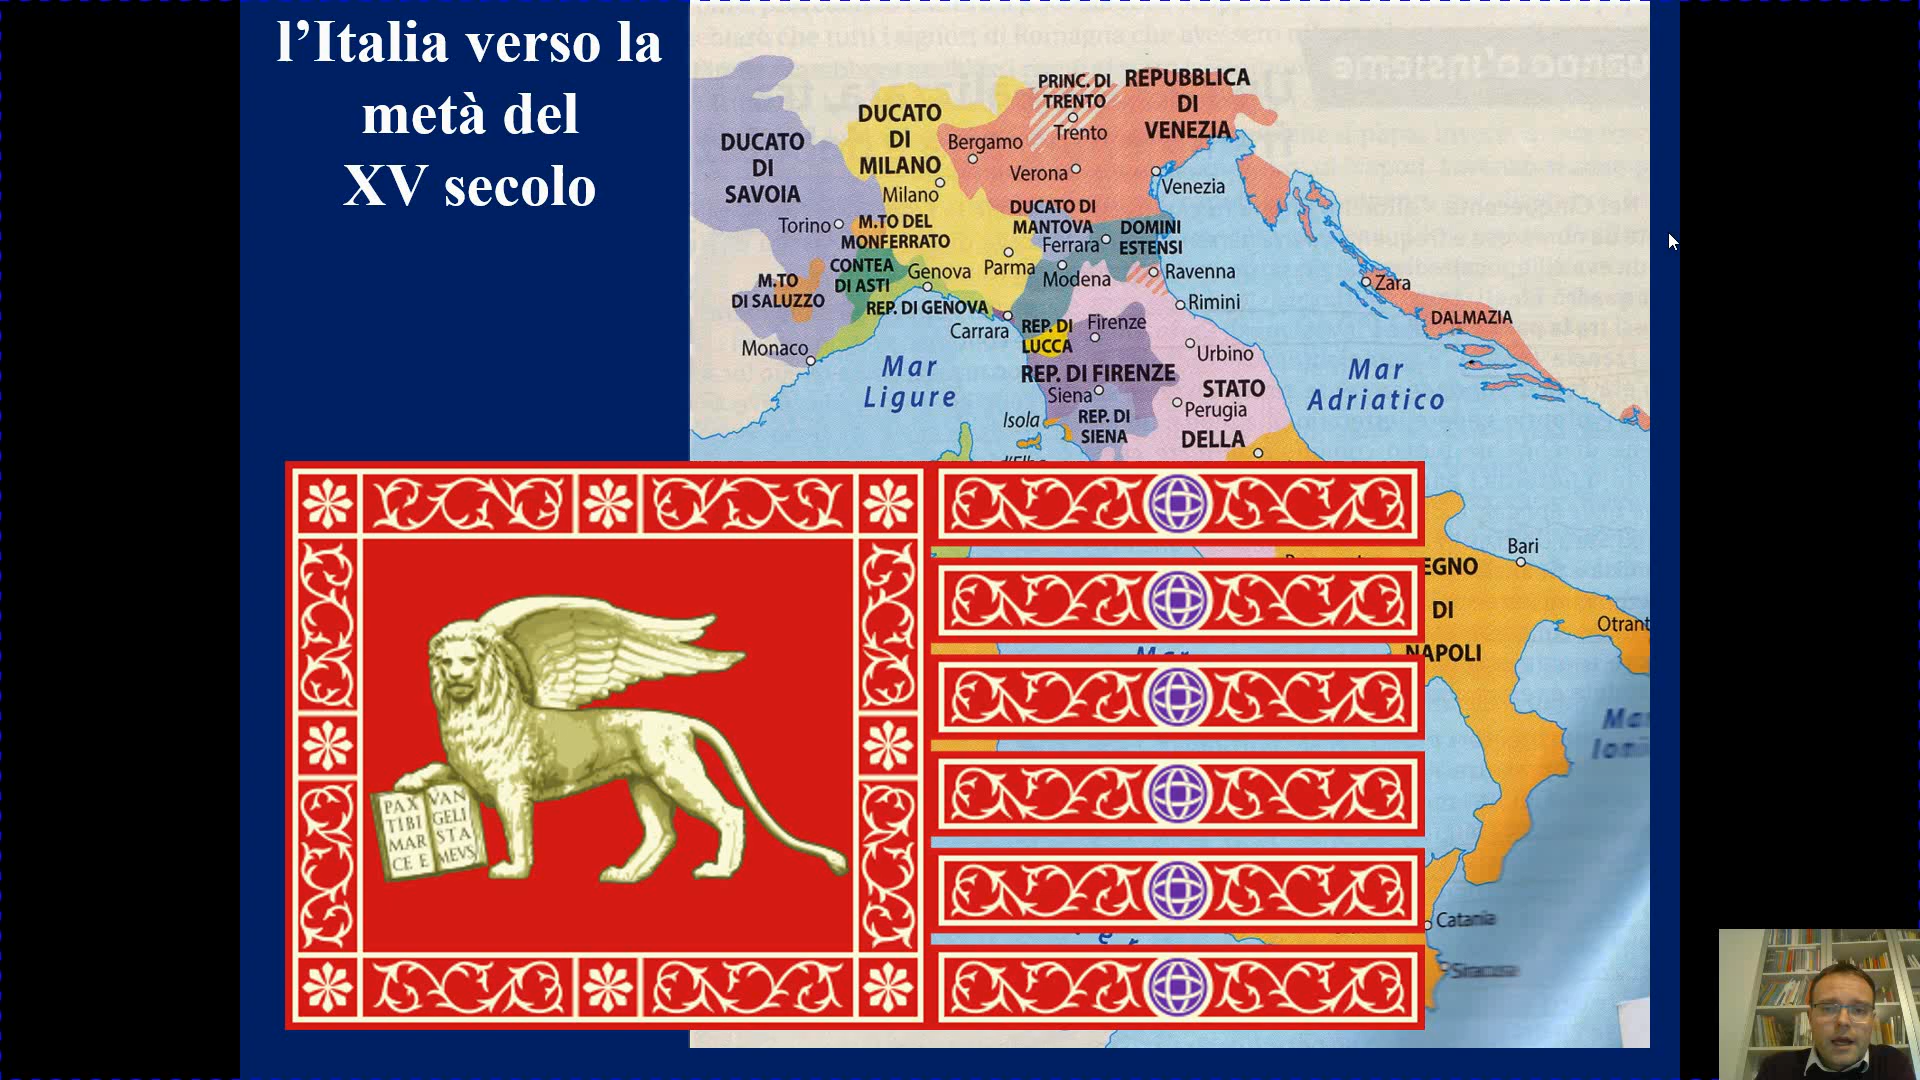 l’Italia verso la
metà del
XV secolo
PRINC. DI
TRENTO
Trento
REPUBBLICA
DI
VENEZIA
DUCATO
DI
MILANO
Milano
Bergamo
Verona
Venezia
DUCATO
DI
SAVOIA
Torino
M.TO DEL
MONFERRATO
DUCATO DI
MANTOVA
Ferrara
DOMINI
ESTENSI
CONTEA
DI ASTI
Genova
Parma
Modena
Ravenna
M.TO
DI SALUZZO
REP. DI GENOVA
Rimini
Zara
DALMAZIA
Carrara
REP. DI
LUCCA
Firenze
Monaco
Urbino
Mar
Ligure
REP. DI FIRENZE
Siena
STATO
Perugia
Mar
Adriatico
Isola
REP. DI
SIENA
DELLA
Bari
EGNO
DI
NAPOLI
Otrant
Mar
Catania
Siracusa
PAX
TIBI
MAR
CE E
VAN
GELI
STA
MEVS